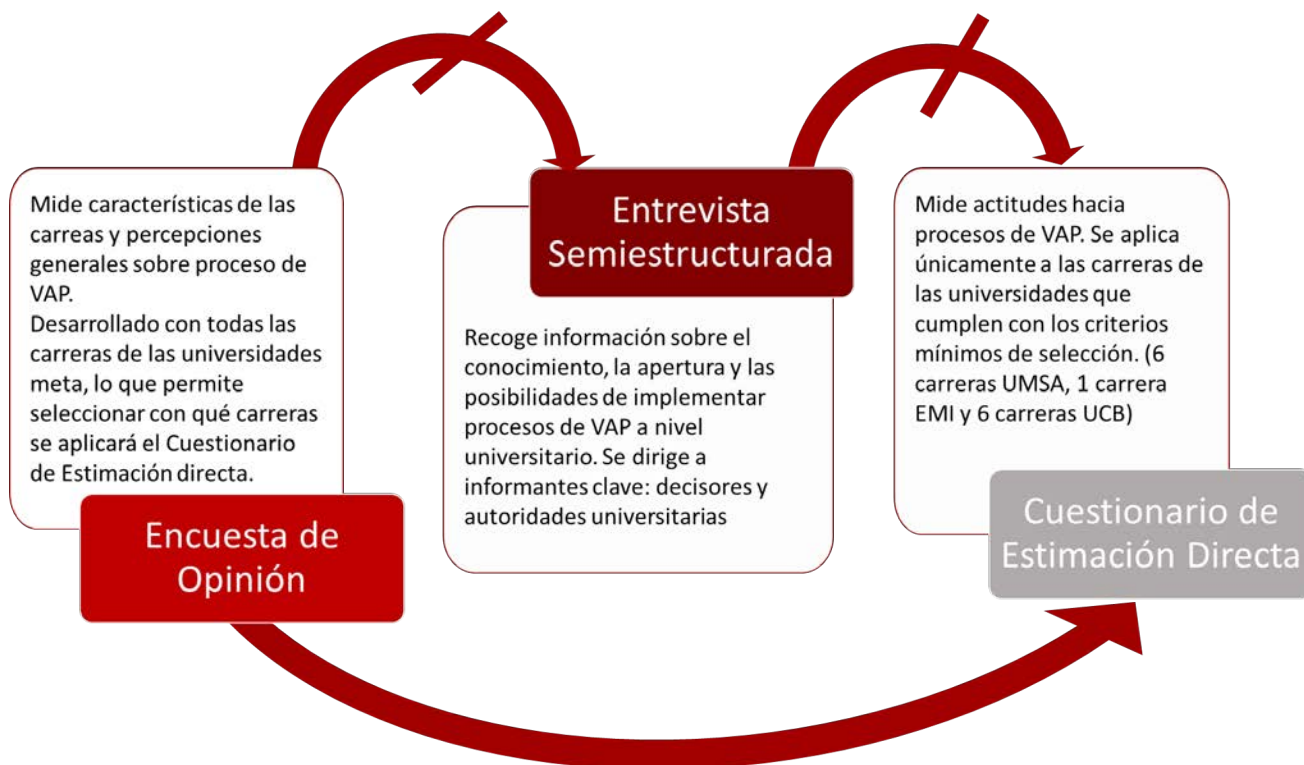 Mide características de las
carreas y percepciones
generales sobre proceso de
VAP.
Desarrollado con todas las
carreras de las universidades
meta, lo que permite
seleccionar con qué carreras
se aplicará el Cuestionario
de Estimación directa.
Encuesta de
Opinión
Entrevista
Semiestructurada
Recoge información sobre el
conocimiento, la apertura y las
posibilidades de implementar
procesos de VAP a nivel
universitario. Se dirige a
informantes clave: decisores y
autoridades universitarias
Mide actitudes hacia
procesos de VAP. Se aplica
únicamente a las carreras de
las universidades que
cumplen con los criterios
mínimos de selección. (6
carreras UMSA, 1 carrera
EMI y 6 carreras UCB)
Cuestionario de
Estimación Directa